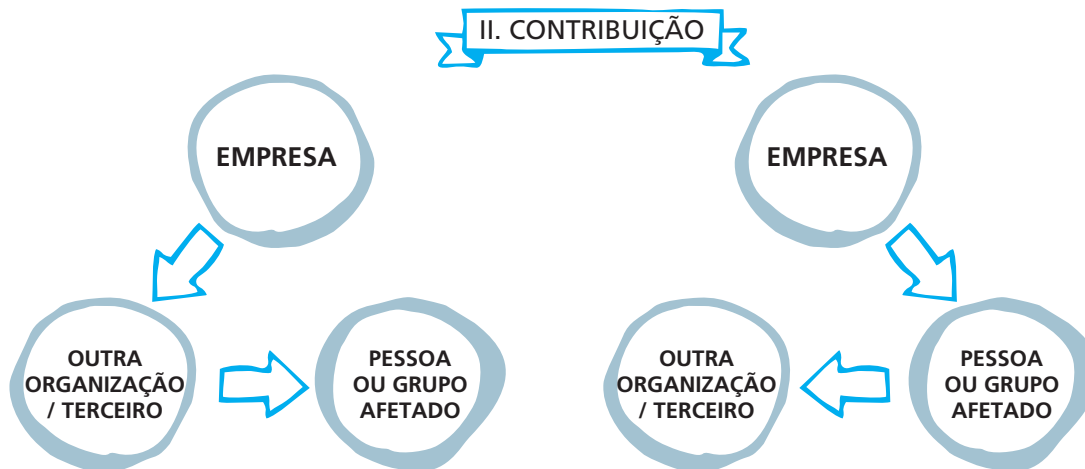 II. CONTRIBUIÇÃO
EMPRESA
OUTRA
ORGANIZAÇÃO
/ TERCEIRO
PESSOA
OU GRUPO
AFETADO
EMPRESA
OUTRA
ORGANIZAÇÃO
/ TERCEIRO
PESSOA
OU GRUPO
AFETADO